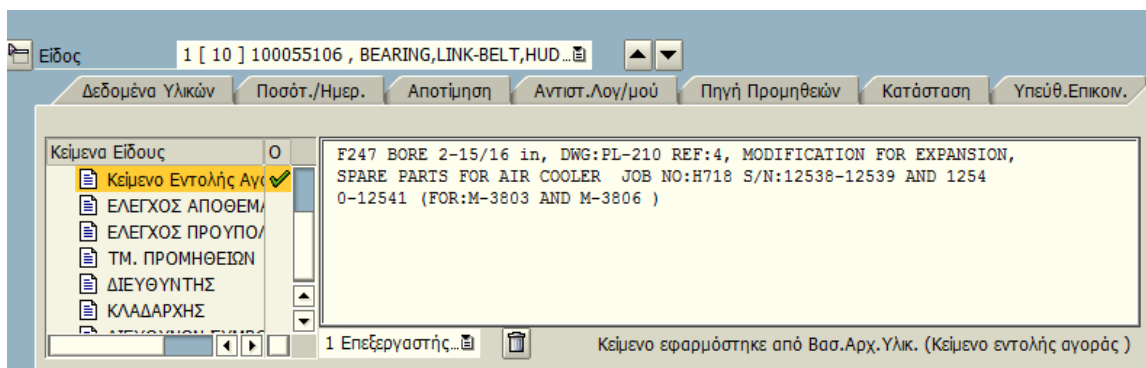 Είδος 1 [ 10 ] 100055106 , BEARING,LINK-BELT,HUD...
Δεδομένα Υλικών Ποσότ./Ημερ. Αποτίμηση Αντιστ.Λογ/μού Πηγή Προμηθειών Κατάσταση Υπεύθ.Επικοιν.
Κείμενα Είδους Ο
Κείμενο Εντολής Αγο
ΕΛΕΓΧΟΣ ΑΠΟΘΕΜΑ
ΕΛΕΓΧΟΣ ΠΡΟΥΠΟΛ
ΤΜ. ΠΡΟΜΗΘΕΙΩΝ
ΔΙΕΥΘΥΝΤΗΣ
ΚΛΑΔΑΡΧΗΣ
F247 BORE 2-15/16 in, DWG:PL-210 REF:4, MODIFICATION FOR EXPANSION,
SPARE PARTS FOR AIR COOLER JOB NO:H718 S/N:12538-12539 AND 1254
0-12541 (FOR:M-3803 AND M-3806 )
1 Επεξεργαστής... Κείμενο εφαρμόστηκε από Βασ.Αρχ.Υλικ. (Κείμενο εντολής αγοράς )